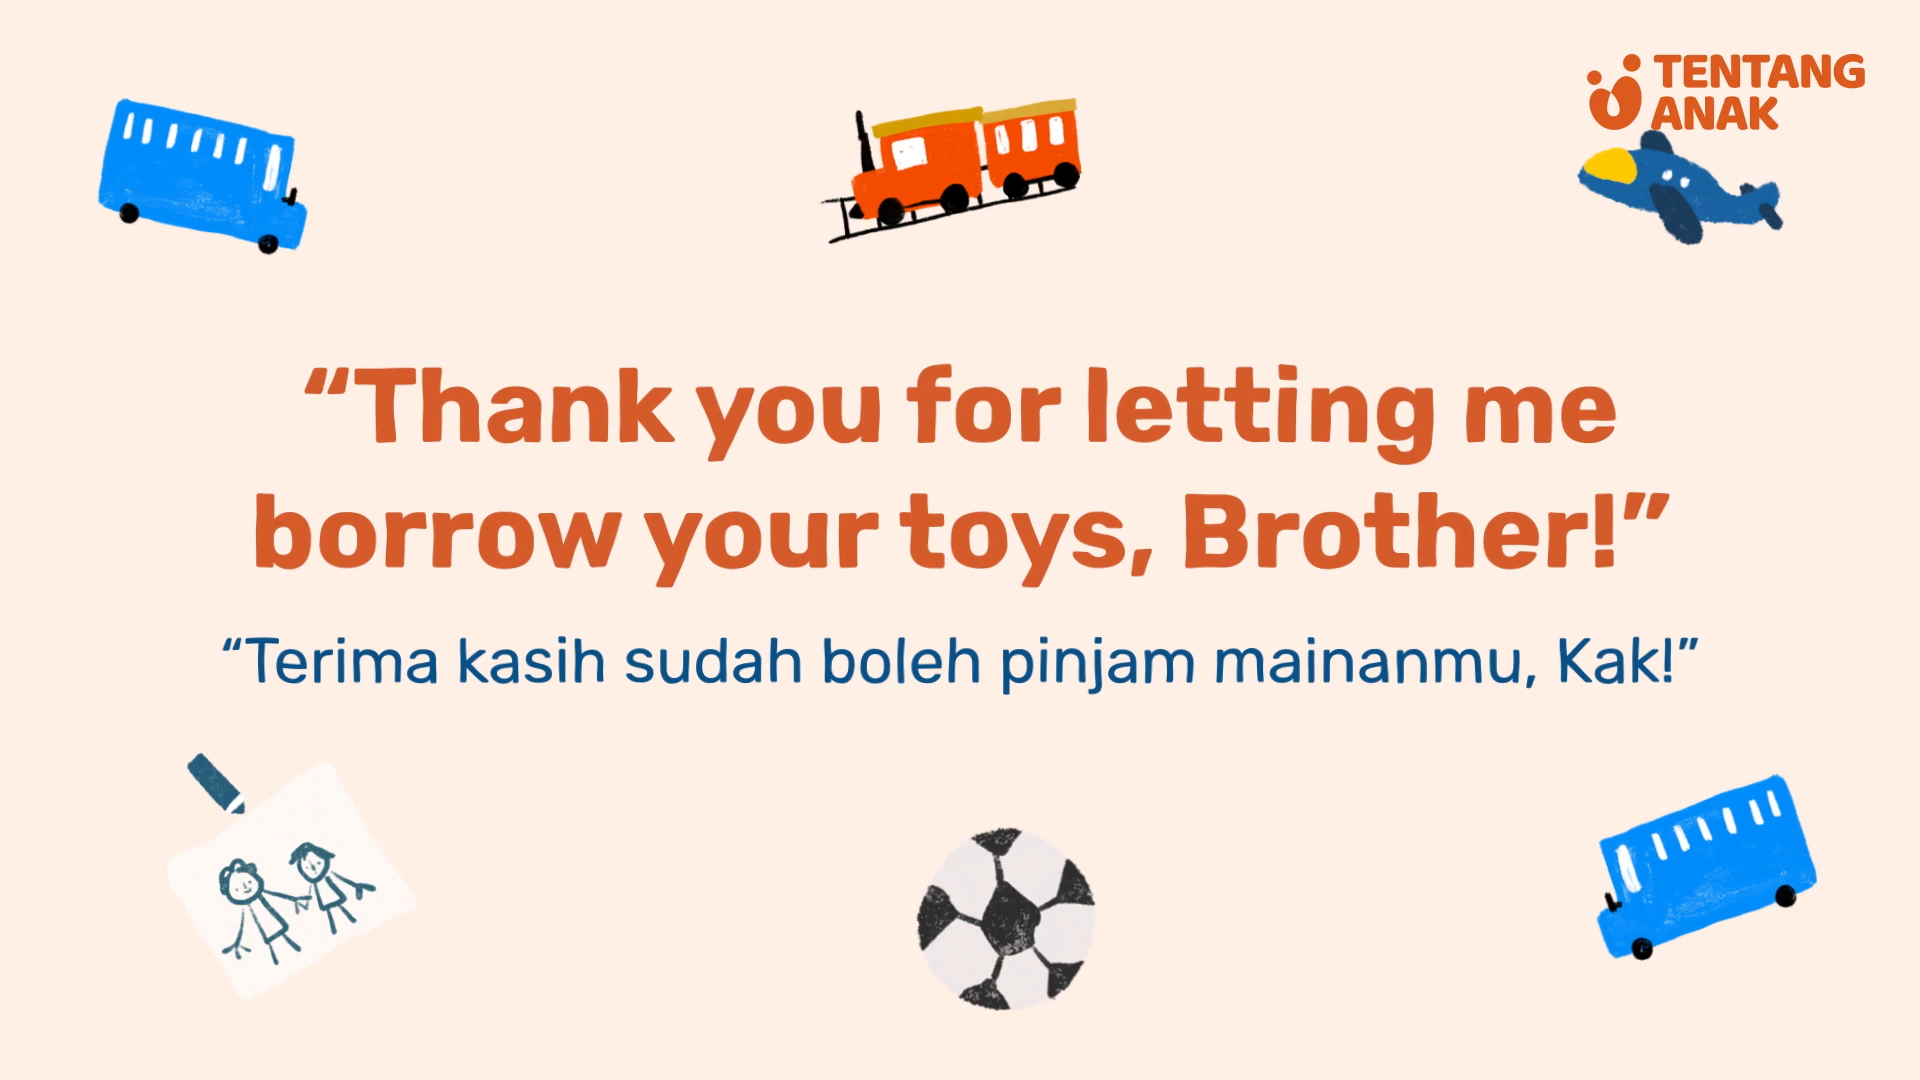 TENTANG
ANAK
“Thank you for letting me
borrow your toys, Brother!”
“Terima kasih sudah boleh pinjam mainanmu, Kak!”